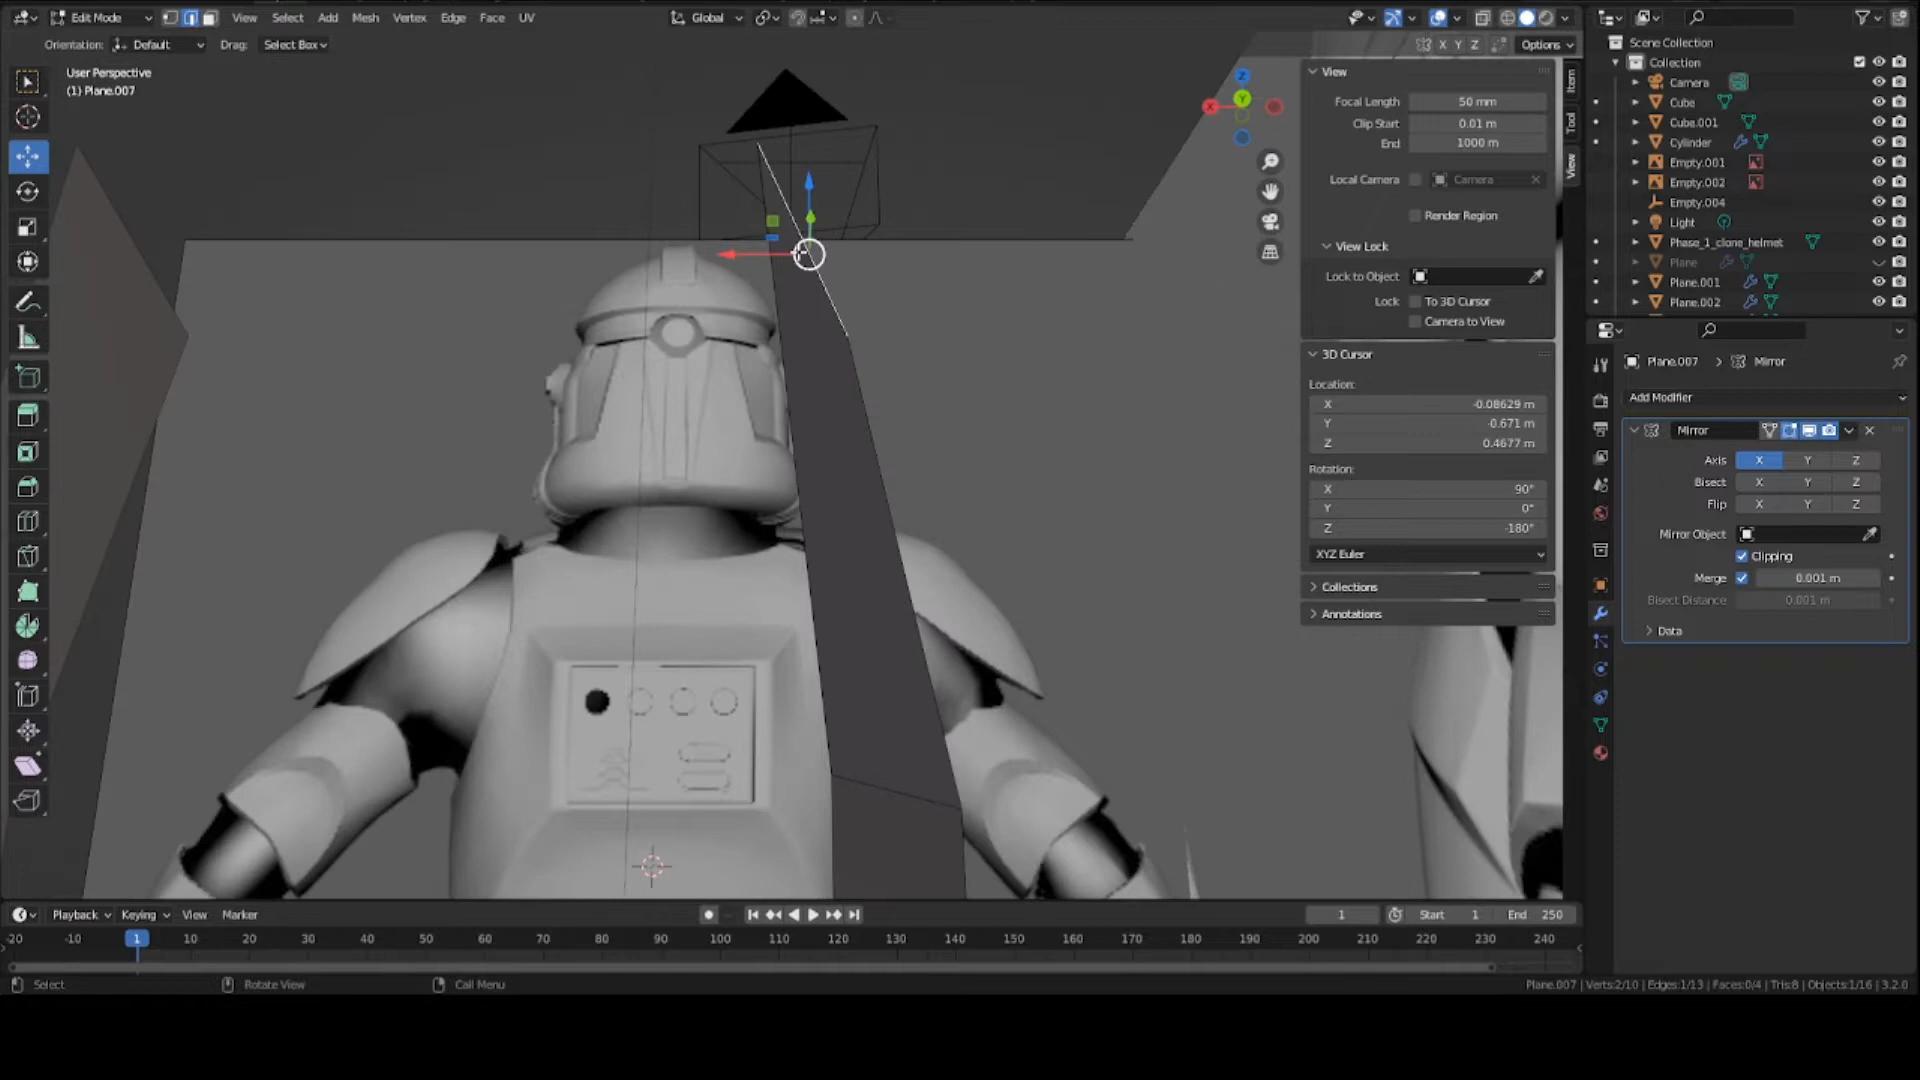 Edit Mode View Select Add Mesh Vertex Edge Face UV Global
Orientation: Default Drag: Select Box X Y Z Options
User Perspective
(1) Plane.007
Z
Y
X
View
Focal Length 50 mm
Clip Start 0.01 m
End 1000 m
Local Camera Camera
Render Region
View Lock
Lock to Object
Lock To 3D Cursor
Camera to View
3D Cursor
Location:
X -0.08629 m
Y -0.671 m
Z 0.4677 m
Rotation:
X 90°
Y 0°
Z -180°
XYZ Euler
Collections
Annotations
Item
Tool
View
Scene Collection
Collection
Camera
Cube
Cube.001
Cylinder
Empty.001
Empty.002
Empty.004
Light
Phase_1_clone_helmet
Plane
Plane.001
Plane.002
Plane.007 > Mirror
Add Modifier
Mirror
Axis X Y Z
Bisect X Y Z
Flip X Y Z
Mirror Object
Clipping
Merge 0.001 m
Bisect Distance 0.001 m
Data
Playback Keying View Marker 1 Start 1 End 250
-20 -10 1 10 20 30 40 50 60 70 80 90 100 110 120 130 140 150 160 170 180 190 200 210 220 230 240
Select Rotate View Call Menu Plane.007 | Verts:2/10 | Edges:1/13 | Faces:0/4 | Tris:8 | Objects:1/16 | 3.2.0